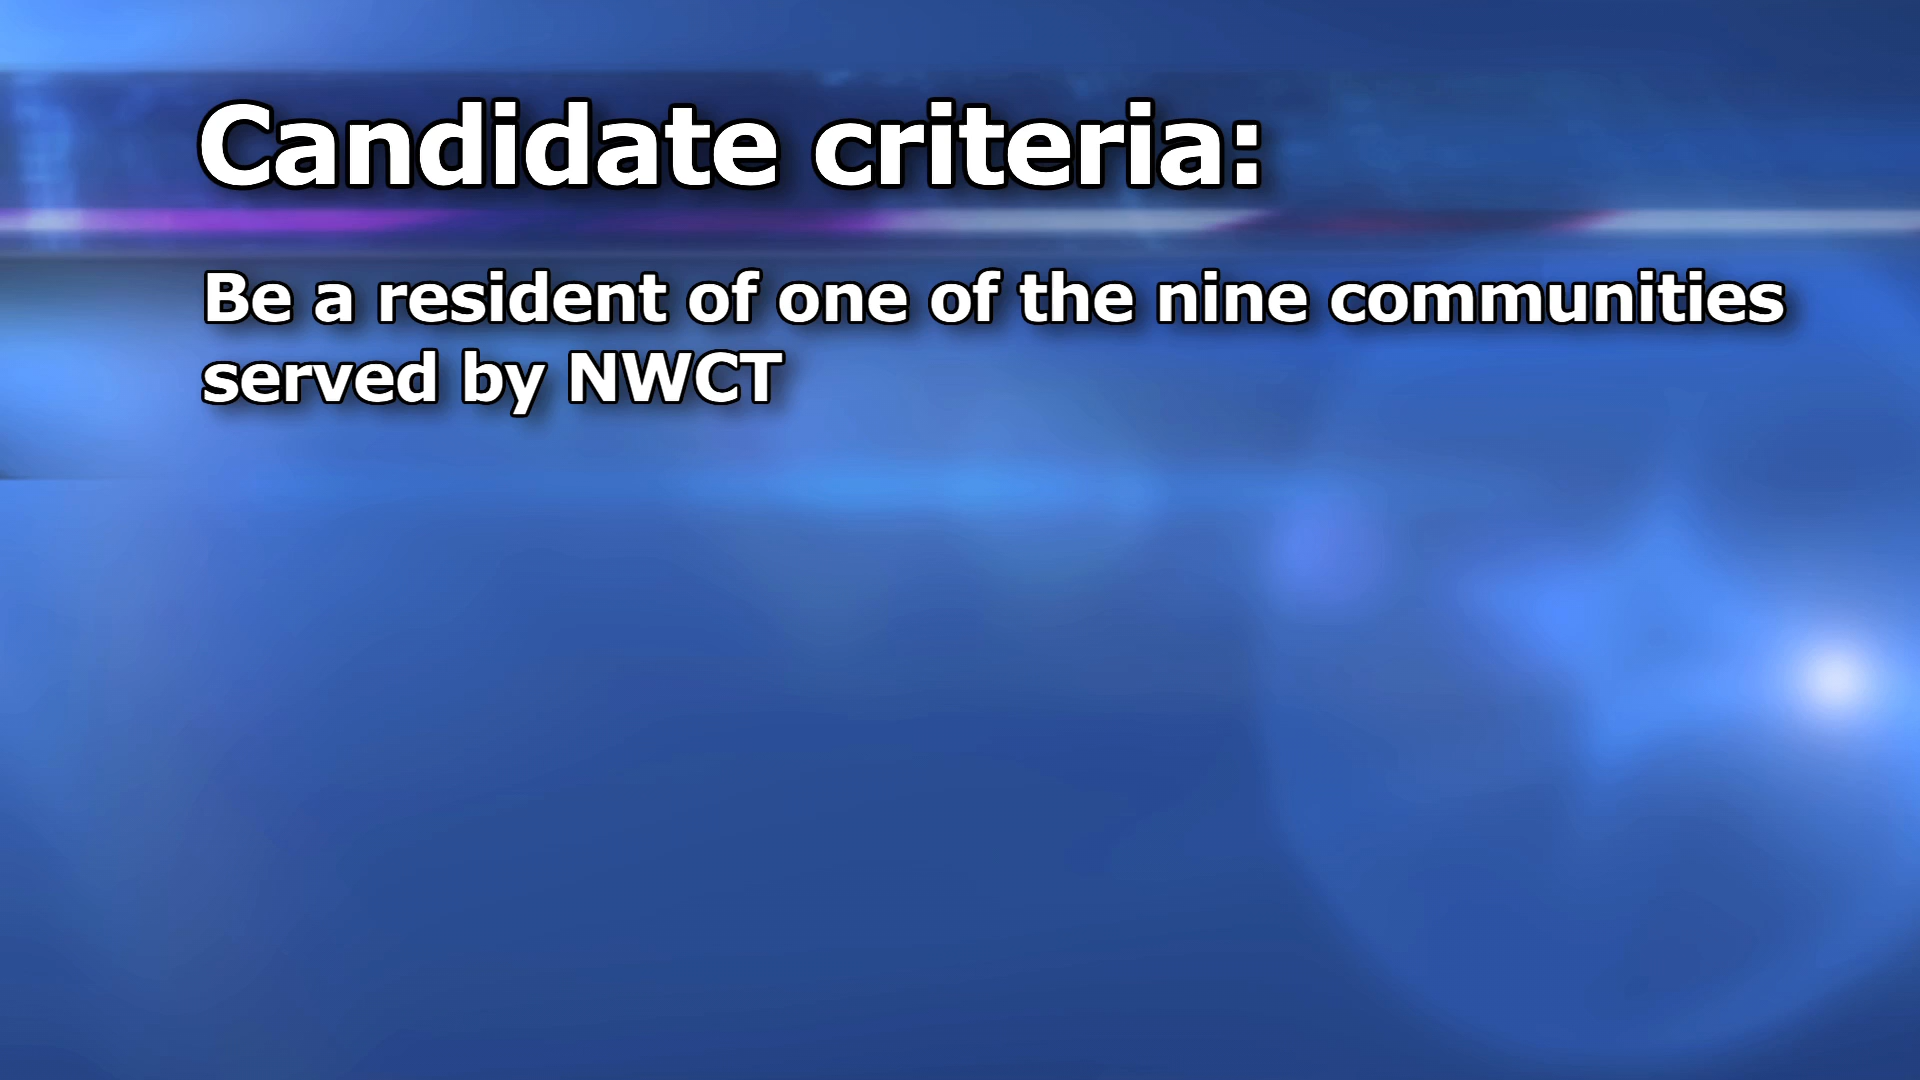 Candidate criteria:
Be a resident of one of the nine communities
served by NWCT